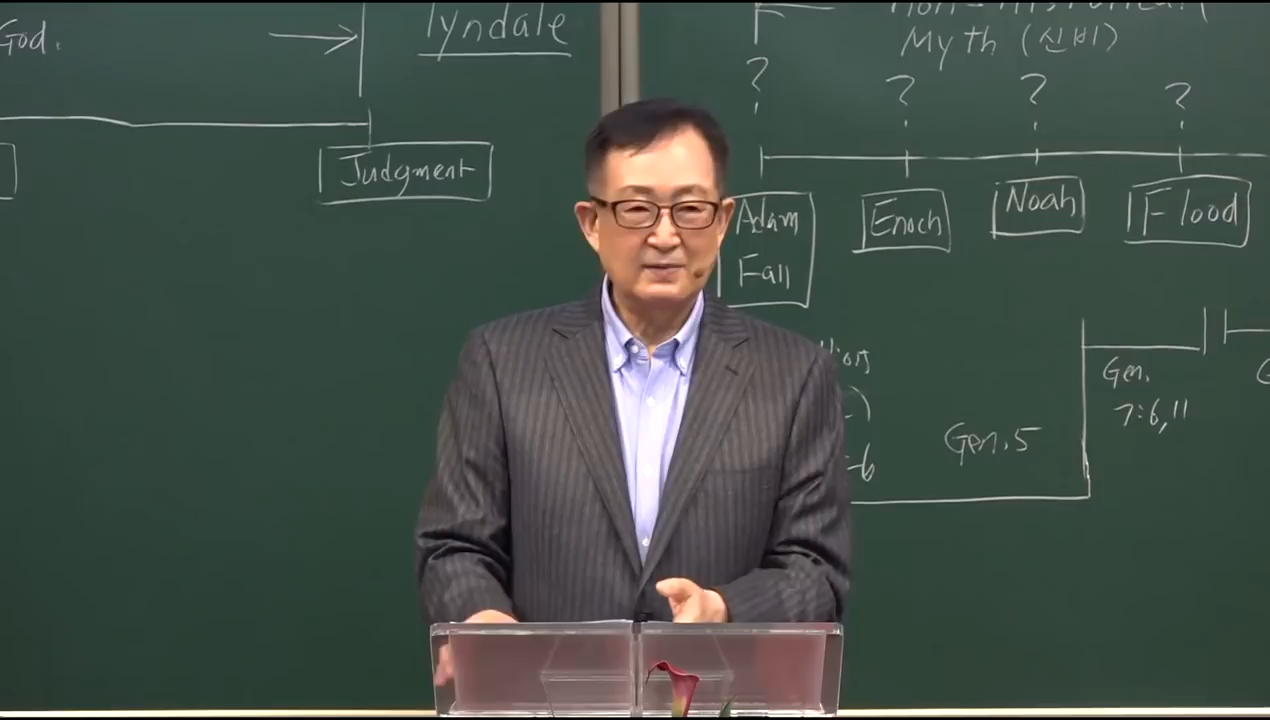 God.
Tyndale
Myth (신비)
? ? ? ?
Judgment
Adam
Fall
Enoch
Noah
Flood
Gen.
7:6,11
Gen.5